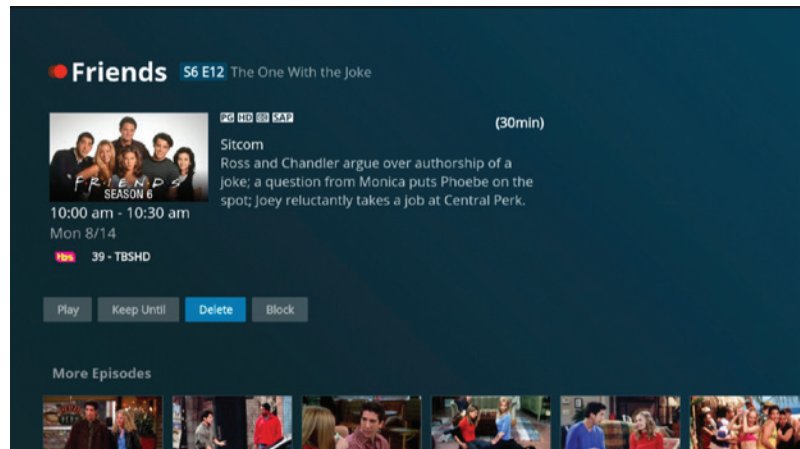 Friends S6 E12 The One With the Joke
PG HD SAP
(30min)
Sitcom
Ross and Chandler argue over authorship of a
joke; a question from Monica puts Phoebe on the
spot; Joey reluctantly takes a job at Central Perk.
F·R·I·E·N·D·S
SEASON 6
10:00 am - 10:30 am
Mon 8/14
tbs 39 - TBSHD
Play Keep Until Delete Block
More Episodes